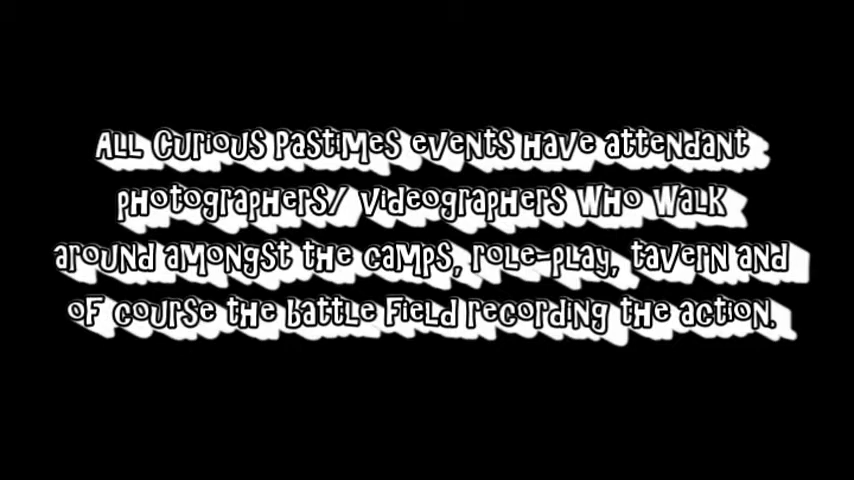 All Curious Pastimes events have attendant
photographers/ videographers who walk
around amongst the camps, role-play, tavern and
of course the battle field recording the action.